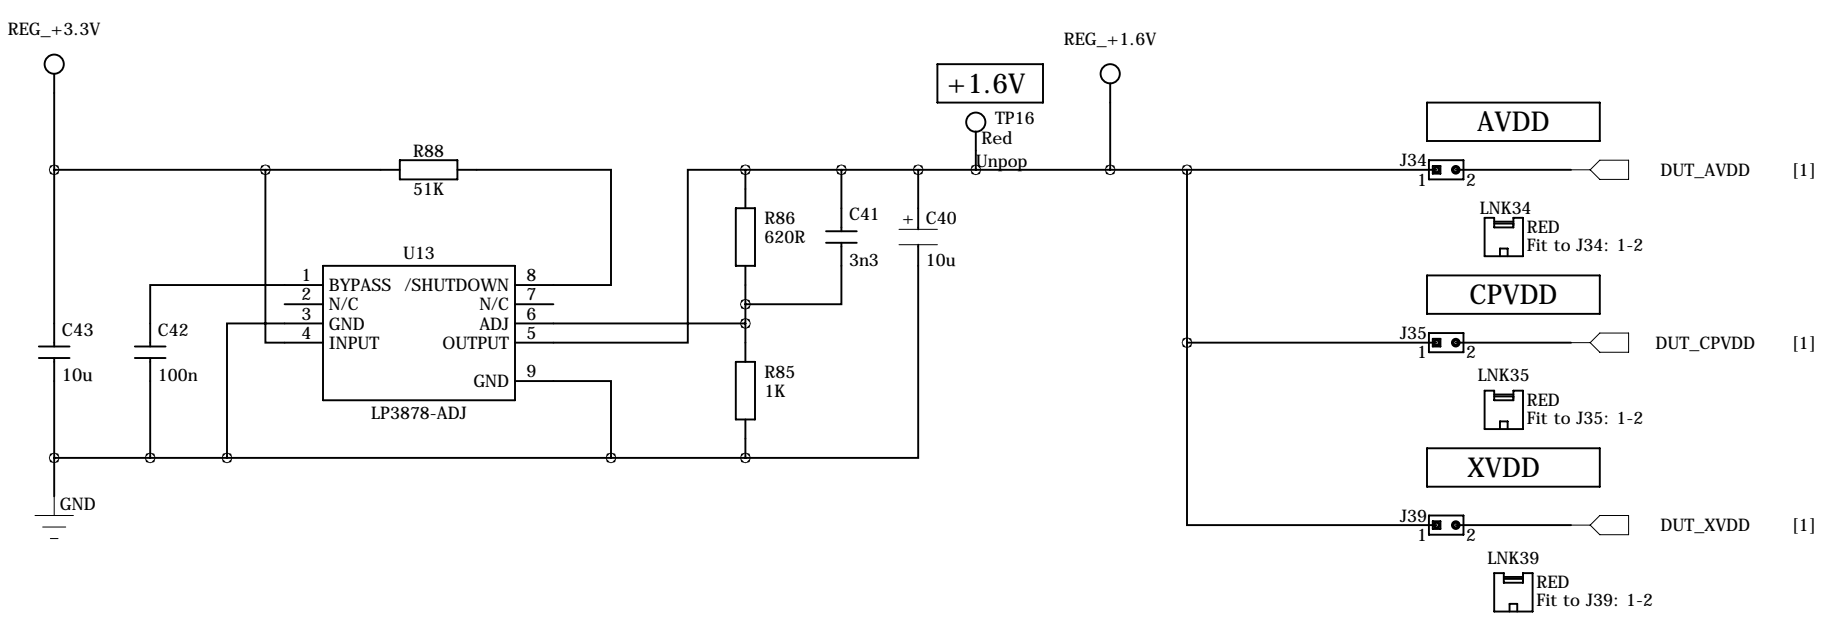 REG_+3.3V
REG_+1.6V
+1.6V
TP16
Red
Unpop
AVDD
R88
51K
J34
1
2
DUT_AVDD [1]
LNK34
RED
Fit to J34: 1-2
R86
620R
C41
3n3
+ C40
10u
U13
1 BYPASS /SHUTDOWN 8
2 N/C N/C 7
3 GND ADJ 6
4 INPUT OUTPUT 5
GND 9
LP3878-ADJ
C43
10u
C42
100n
R85
1K
CPVDD
J35
1
2
DUT_CPVDD [1]
LNK35
RED
Fit to J35: 1-2
XVDD
GND
J39
1
2
DUT_XVDD [1]
LNK39
RED
Fit to J39: 1-2